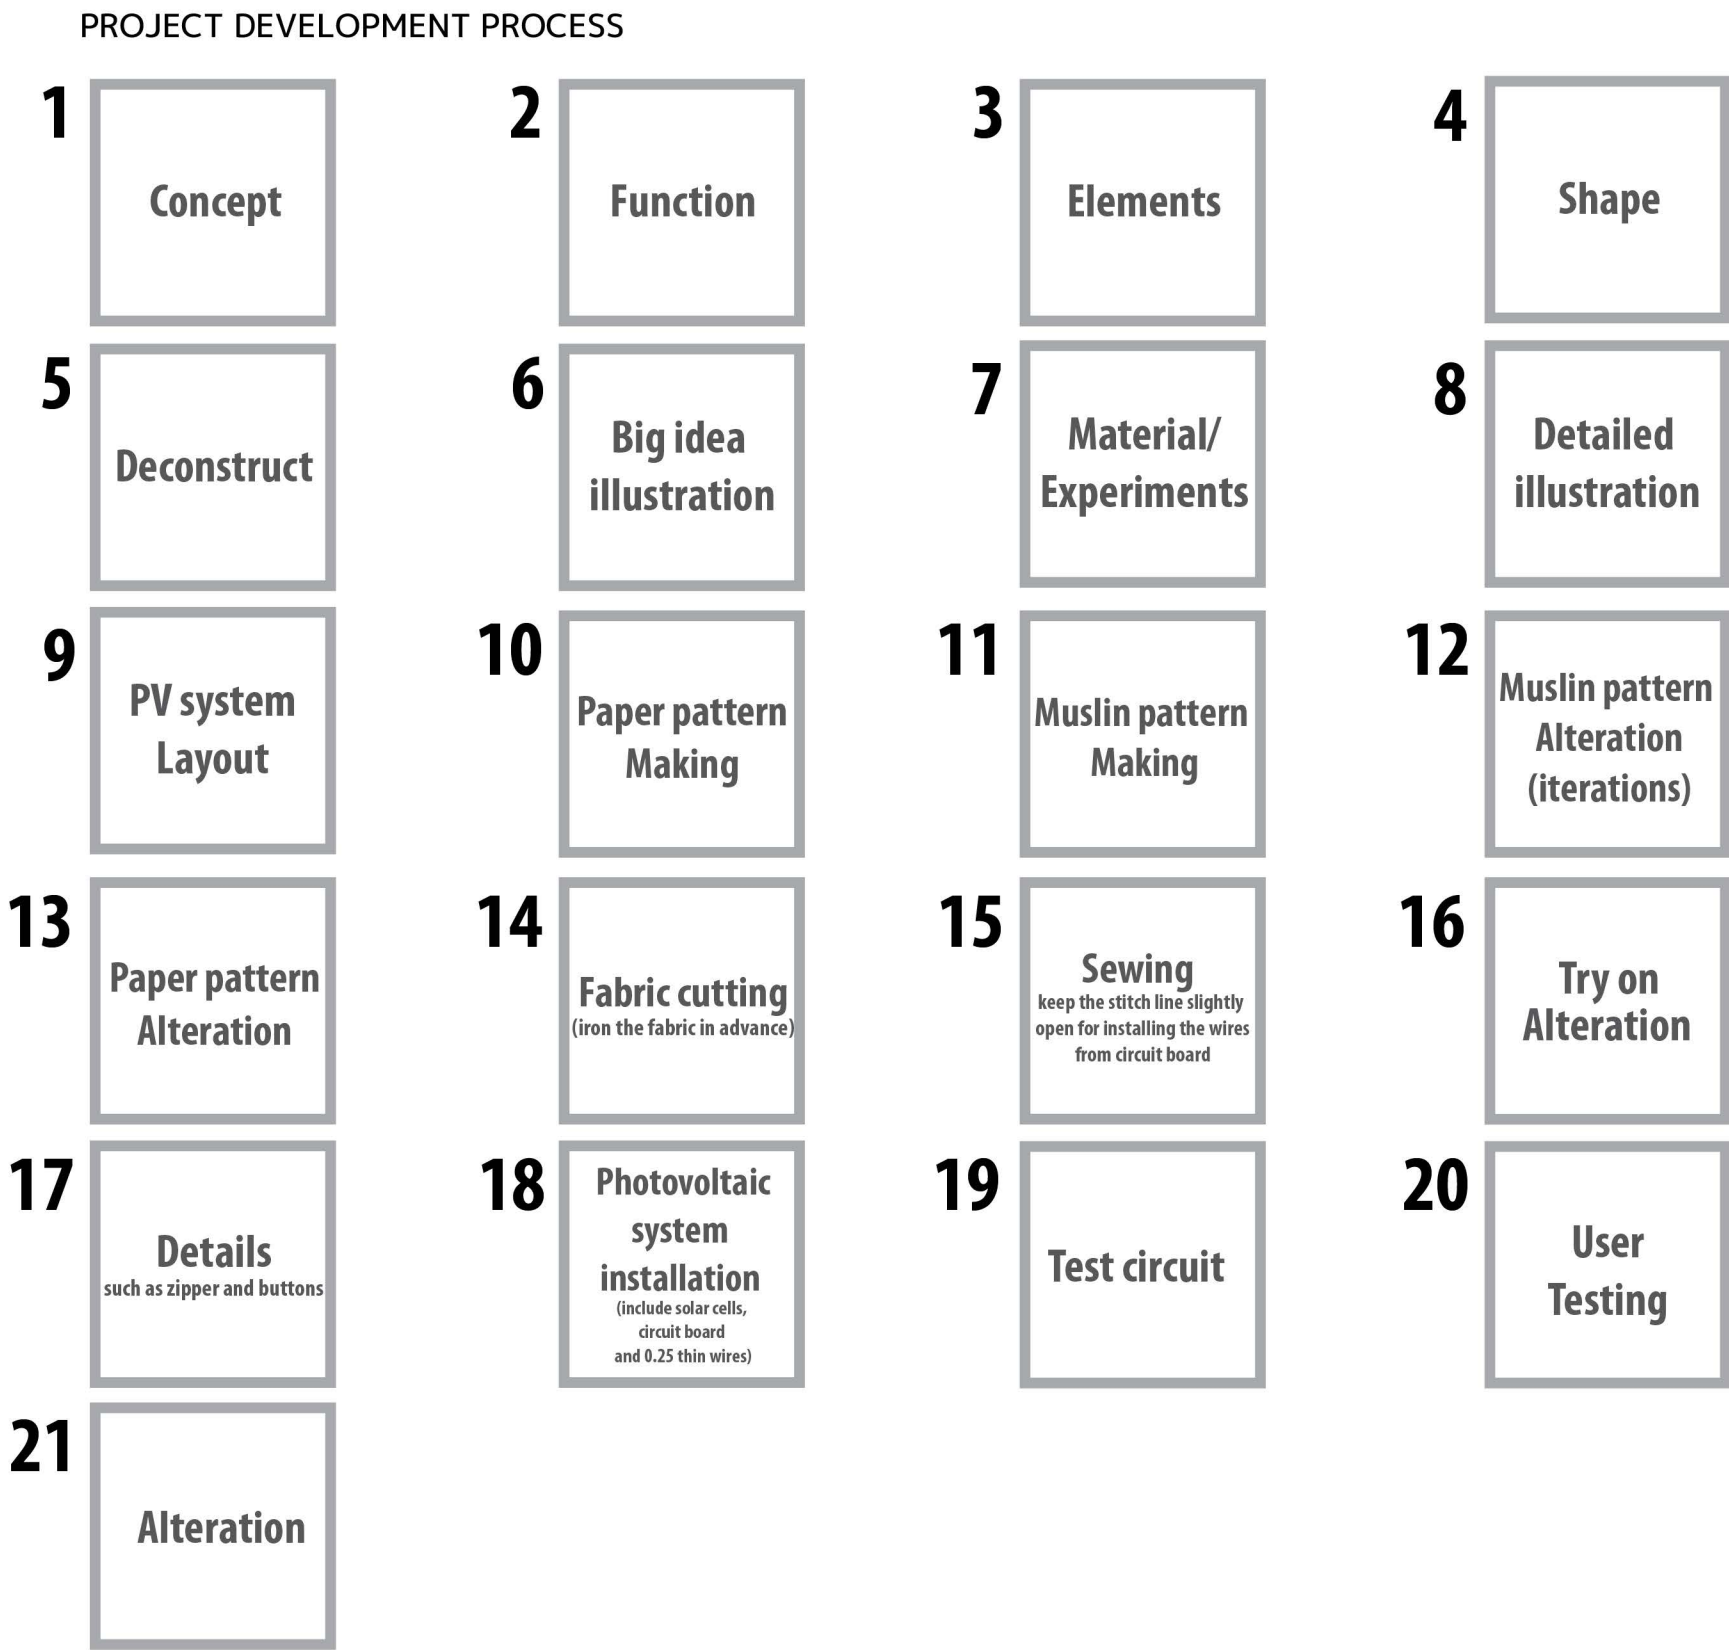 PROJECT DEVELOPMENT PROCESS
1
Concept
2
Function
3
Elements
4
Shape
5
Deconstruct
6
Big idea
illustration
7
Material/
Experiments
8
Detailed
illustration
9
PV system
Layout
10
Paper pattern
Making
11
Muslin pattern
Making
12
Muslin pattern
Alteration
(iterations)
13
Paper pattern
Alteration
14
Fabric cutting
(iron the fabric in advance)
15
Sewing
keep the stitch line slightly
open for installing the wires
from circuit board
16
Try on
Alteration
17
Details
such as zipper and buttons
18
Photovoltaic
system
installation
(include solar cells,
circuit board
and 0.25 thin wires)
19
Test circuit
20
User
Testing
21
Alteration